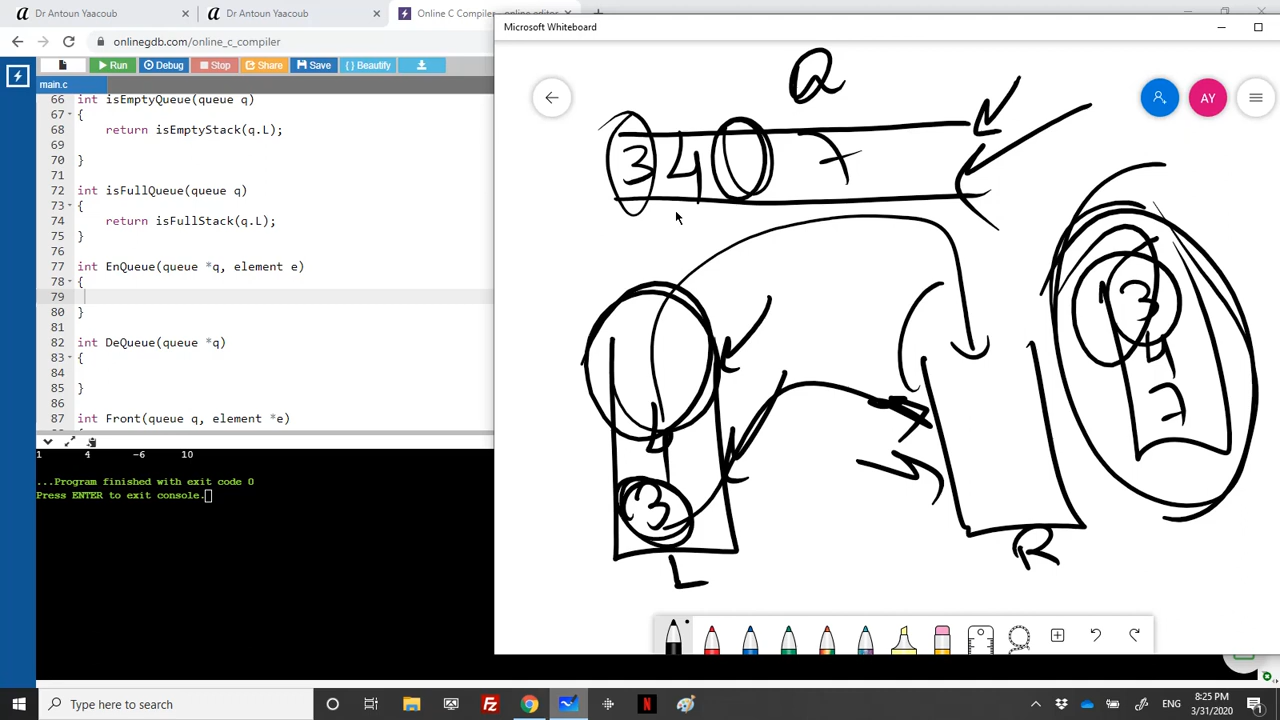 Dr Antoun Yaacoub
Dr Antoun Yaacoub
Online C Compiler - online editor
onlinegdb.com/online_c_compiler
Microsoft Whiteboard
Run
Debug
Stop
Share
Save
{ } Beautify
main.c
66 int isEmptyQueue(queue q)
67 {
68 return isEmptyStack(q.L);
69
70 }
71
72 int isFullQueue(queue q)
73 {
74 return isFullStack(q.L);
75 }
76
77 int EnQueue(queue *q, element e)
78 {
79
80 }
81
82 int DeQueue(queue *q)
83 {
84
85 }
86
87 int Front(queue q, element *e)
1 4 -6 10
...Program finished with exit code 0
Press ENTER to exit console.
AY
Q
3 4 0 7
3
L
R
3
4
7
Type here to search
ENG
8:25 PM
3/31/2020